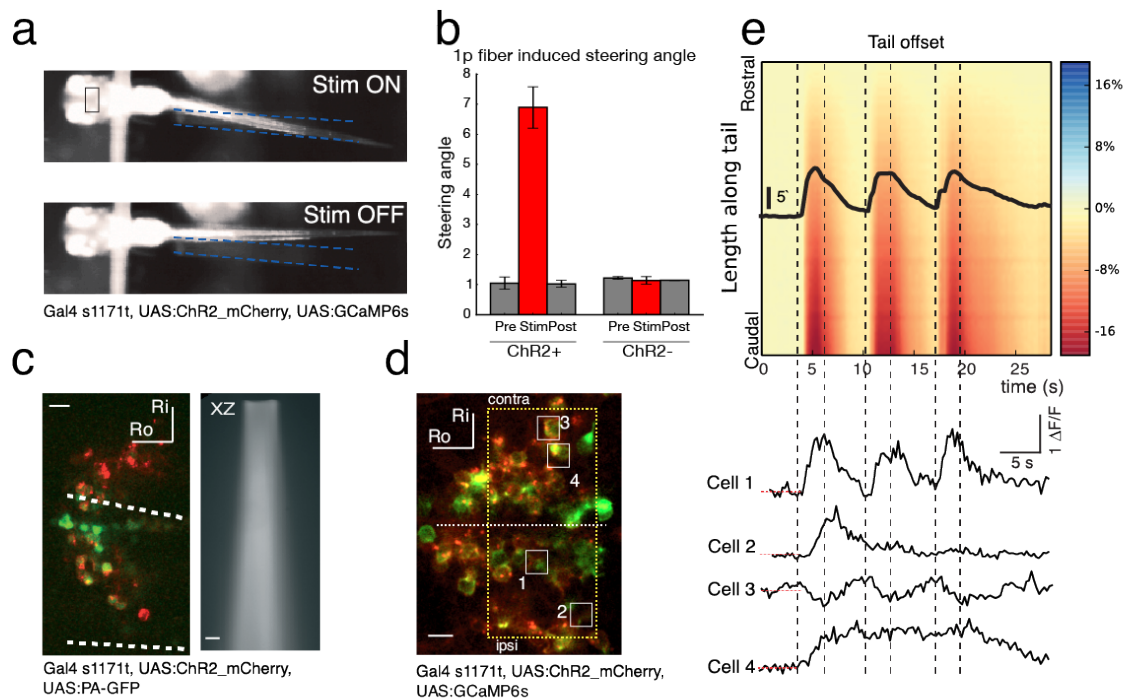 a
Stim ON
Stim OFF
Gal4 s1171t, UAS:ChR2_mCherry, UAS:GCaMP6s
b
1p fiber induced steering angle
Steering angle
8
7
6
5
4
3
2
1
0
Pre StimPost Pre StimPost
ChR2+ ChR2-
c
Ri
Ro
XZ
Gal4 s1171t, UAS:ChR2_mCherry,
UAS:PA-GFP
d
contra
Ri
Ro
3
4
1
2
ipsi
Gal4 s1171t, UAS:ChR2_mCherry,
UAS:GCaMP6s
e
Tail offset
Length along tail
Rostral
Caudal
5°
16%
8%
0%
-8%
-16
0 5 10 15 20 25
time (s)
1 ΔF/F
5 s
Cell 1
Cell 2
Cell 3
Cell 4